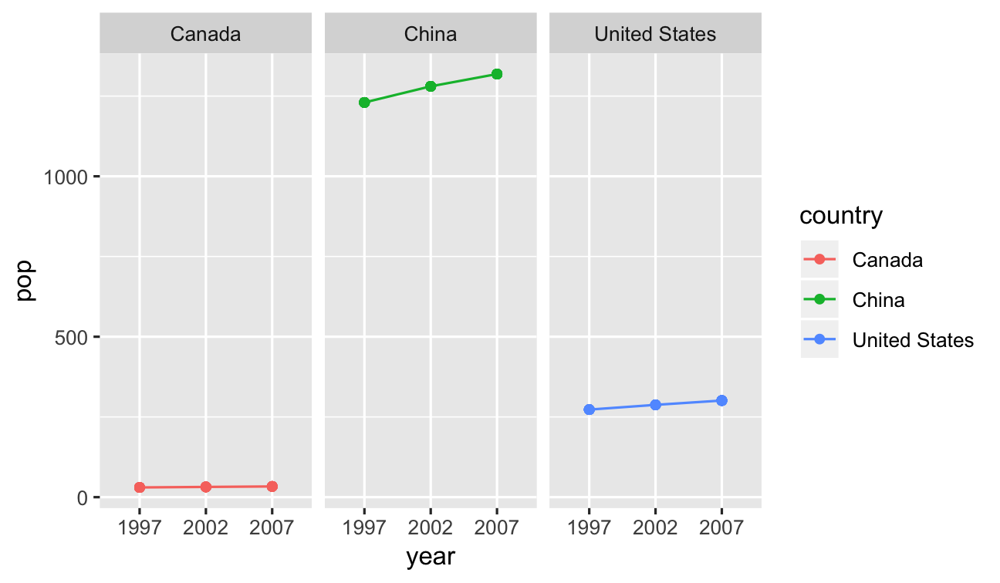 Canada China United States
1000
500
0
pop
1997 2002 2007 1997 2002 2007 1997 2002 2007
year
country
Canada
China
United States